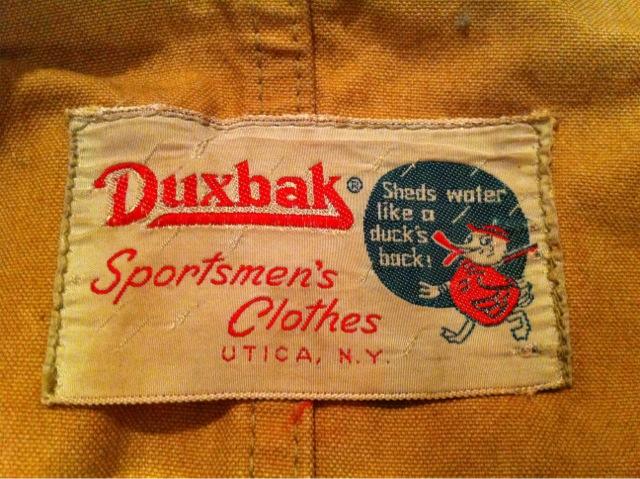 Duxbak®
Sportsmen's
Clothes
UTICA, N.Y.
Sheds water
like a
duck's
back!